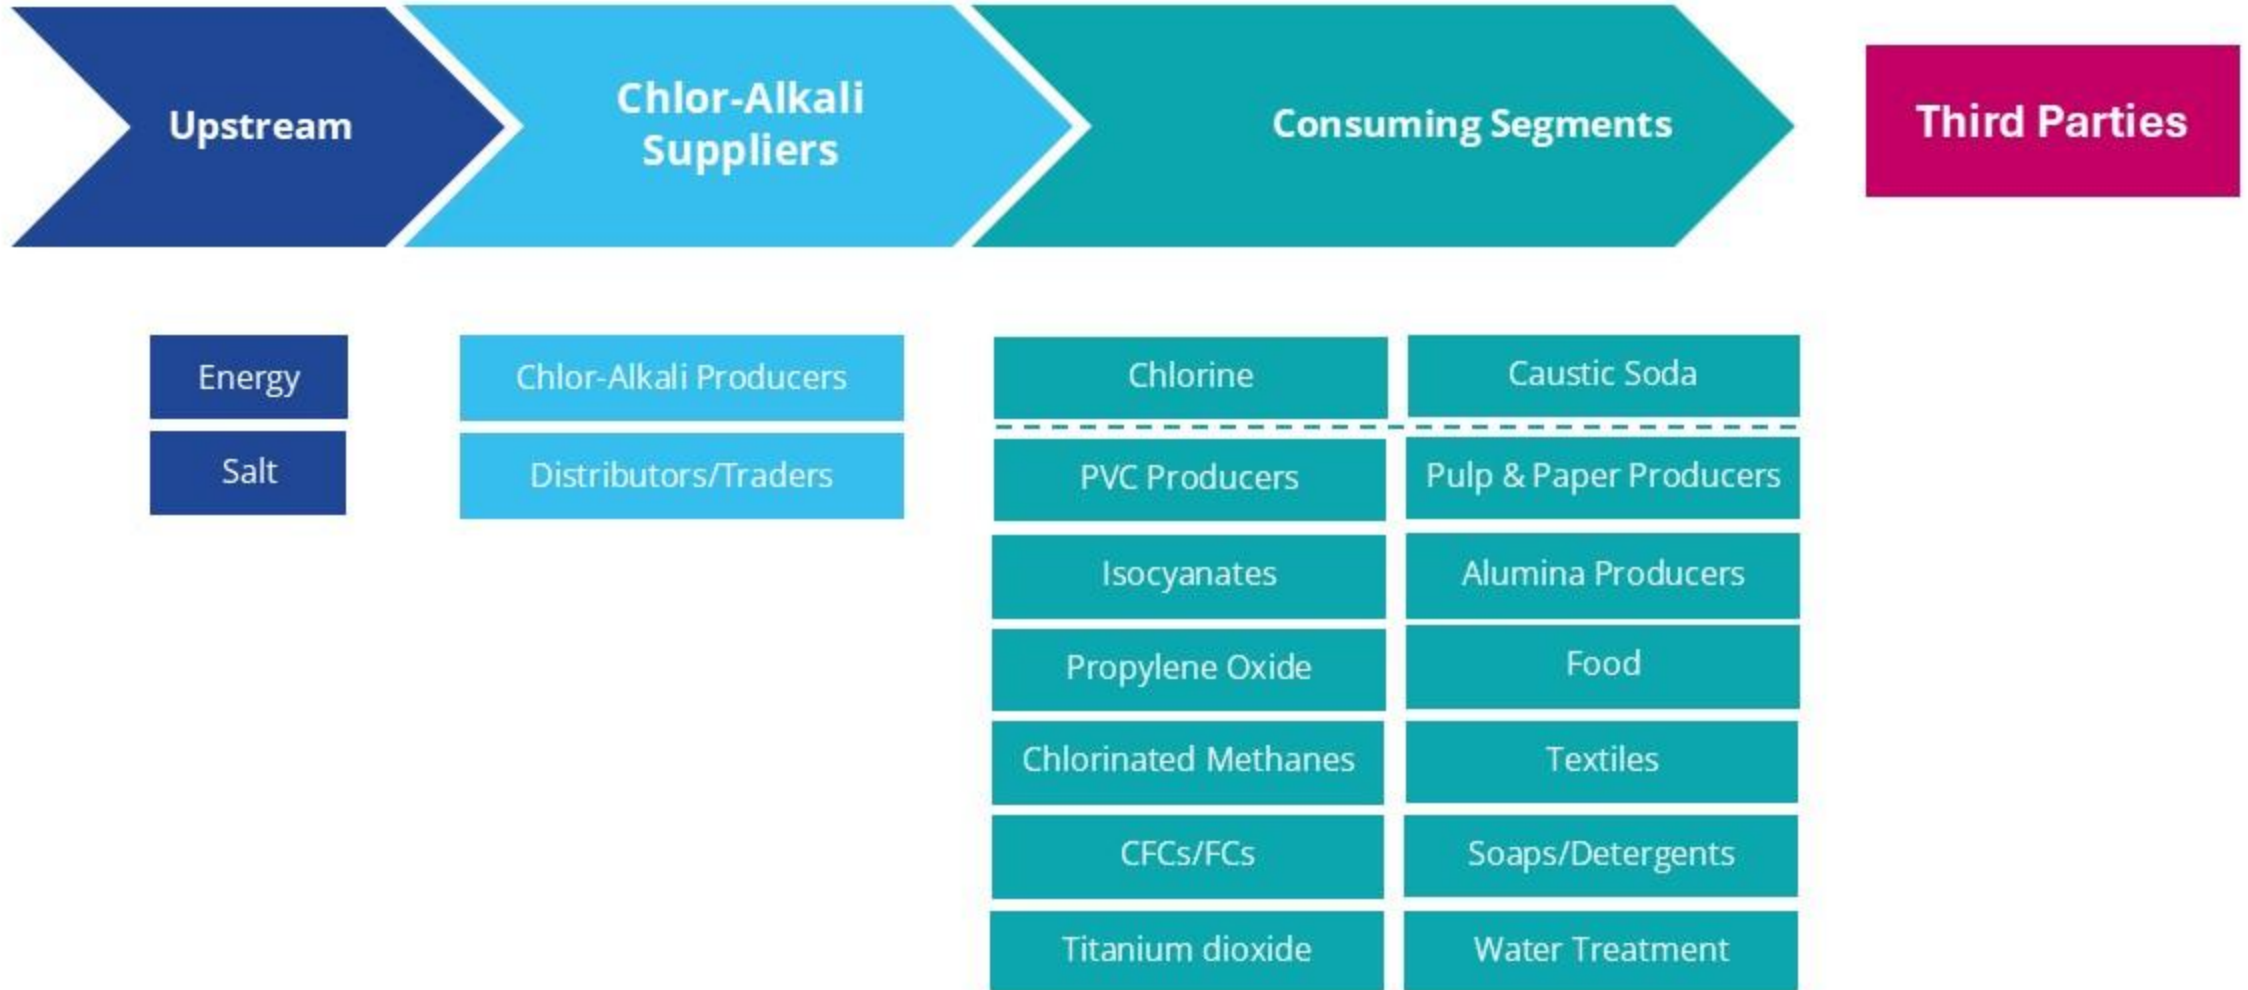 Upstream
Chlor-Alkali
Suppliers
Consuming Segments
Third Parties
Energy
Salt
Chlor-Alkali Producers
Distributors/Traders
Chlorine
Caustic Soda
PVC Producers
Pulp & Paper Producers
Isocyanates
Alumina Producers
Propylene Oxide
Food
Chlorinated Methanes
Textiles
CFCs/FCs
Soaps/Detergents
Titanium dioxide
Water Treatment